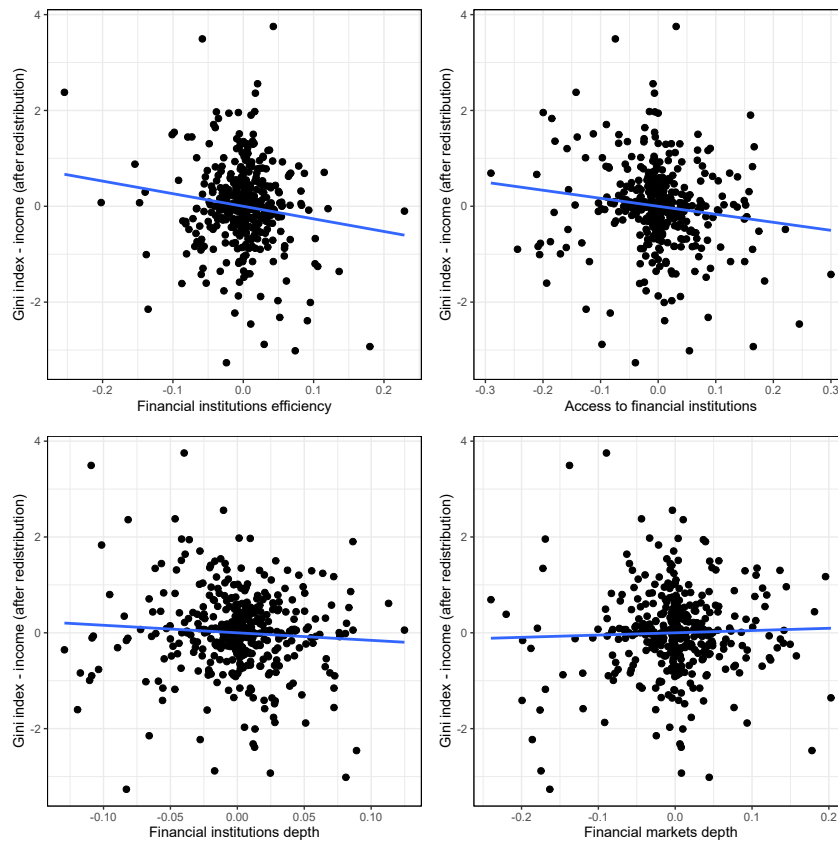 4
2
0
-2
Gini index - income (after redistribution)
-0.2 -0.1 0.0 0.1 0.2
Financial institutions efficiency
4
2
0
-2
Gini index - income (after redistribution)
-0.3 -0.2 -0.1 0.0 0.1 0.2 0.3
Access to financial institutions
4
2
0
-2
Gini index - income (after redistribution)
-0.10 -0.05 0.00 0.05 0.10
Financial institutions depth
4
2
0
-2
Gini index - income (after redistribution)
-0.2 -0.1 0.0 0.1 0.2
Financial markets depth